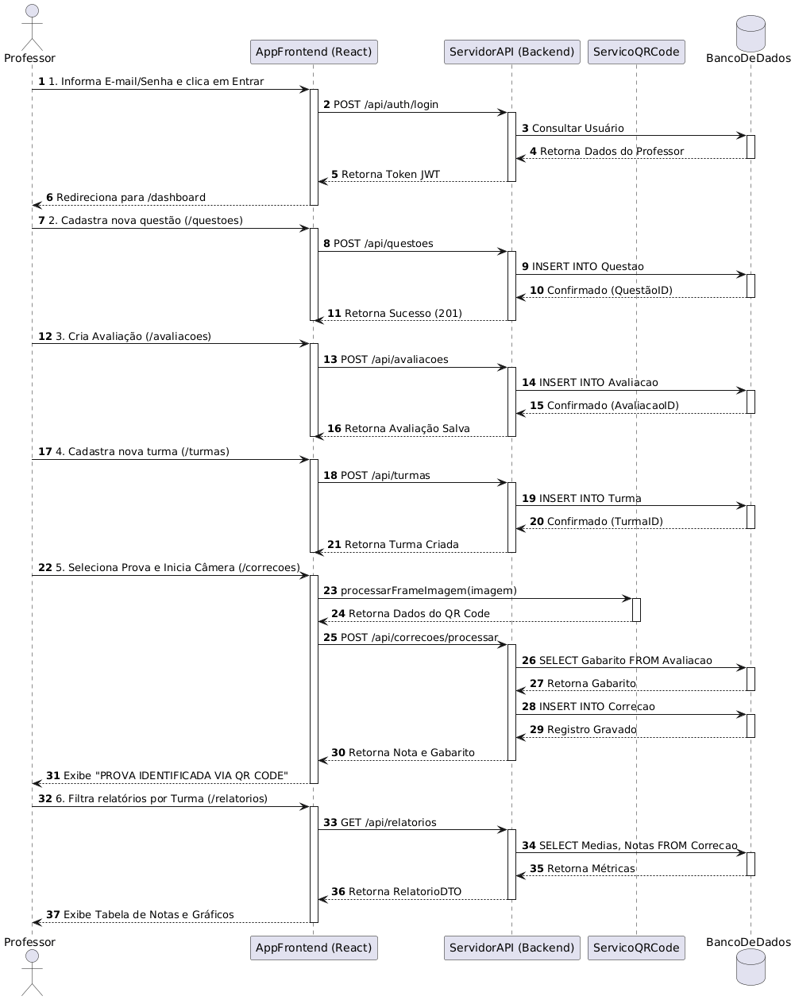 Professor
AppFrontend (React)
ServidorAPI (Backend)
ServicoQRCode
BancoDeDados
1 1. Informa E-mail/Senha e clica em Entrar
2 POST /api/auth/login
3 Consultar Usuário
4 Retorna Dados do Professor
5 Retorna Token JWT
6 Redireciona para /dashboard
7 2. Cadastra nova questão (/questoes)
8 POST /api/questoes
9 INSERT INTO Questao
10 Confirmado (QuestãoID)
11 Retorna Sucesso (201)
12 3. Cria Avaliação (/avaliacoes)
13 POST /api/avaliacoes
14 INSERT INTO Avaliacao
15 Confirmado (AvaliacaoID)
16 Retorna Avaliação Salva
17 4. Cadastra nova turma (/turmas)
18 POST /api/turmas
19 INSERT INTO Turma
20 Confirmado (TurmaID)
21 Retorna Turma Criada
22 5. Seleciona Prova e Inicia Câmera (/correcoes)
23 processarFrameImagem(imagem)
24 Retorna Dados do QR Code
25 POST /api/correcoes/processar
26 SELECT Gabarito FROM Avaliacao
27 Retorna Gabarito
28 INSERT INTO Correcao
29 Registro Gravado
30 Retorna Nota e Gabarito
31 Exibe "PROVA IDENTIFICADA VIA QR CODE"
32 6. Filtra relatórios por Turma (/relatorios)
33 GET /api/relatorios
34 SELECT Medias, Notas FROM Correcao
35 Retorna Métricas
36 Retorna RelatorioDTO
37 Exibe Tabela de Notas e Gráficos
Professor
AppFrontend (React)
ServidorAPI (Backend)
ServicoQRCode
BancoDeDados